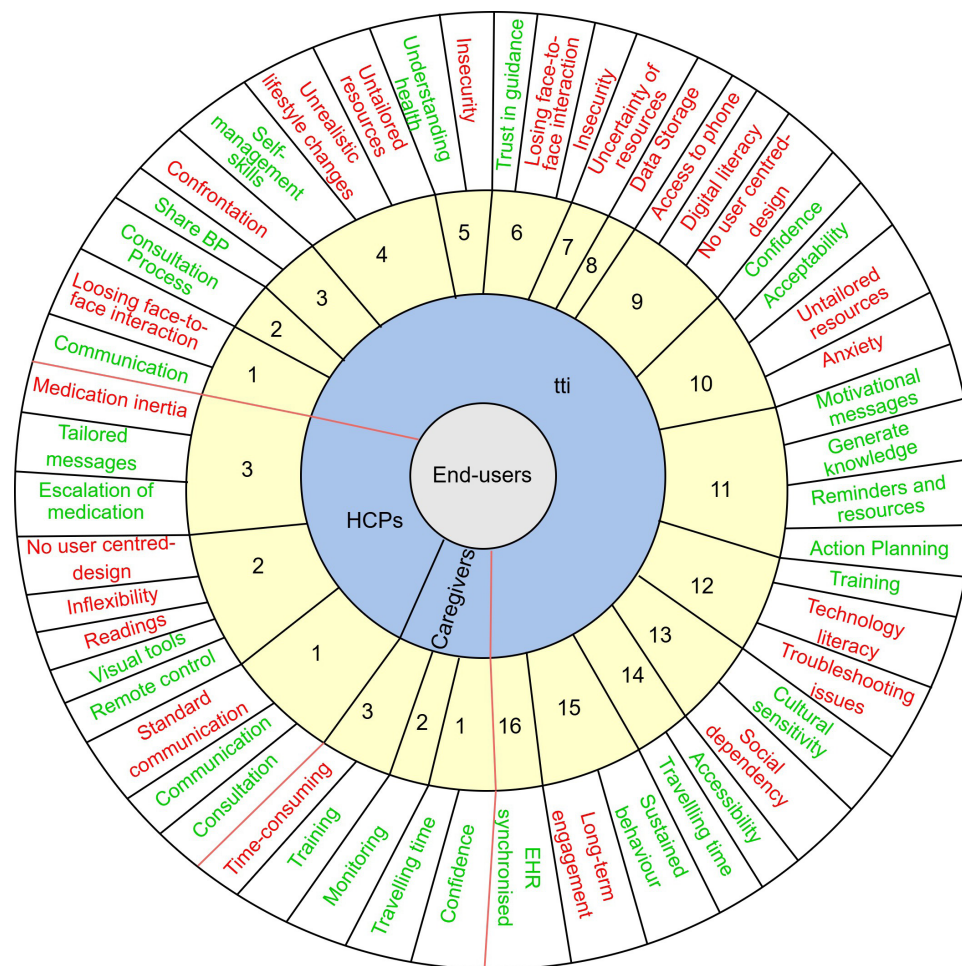 End-users
tti
HCPs
Caregivers
1
2
3
4
5
6
7
8
9
10
11
12
13
14
15
16
1
2
3
1
2
3
Communication
Loosing face-to-
face interaction
Consultation
Process
Share BP
Confrontation
Self-
management
skills
Unrealistic
lifestyle changes
Untailored
resources
Understanding
health
Insecurity
Trust in guidance
Losing face-to-
face interaction
Insecurity
Uncertainty of
resources
Data Storage
Access to phone
Digital literacy
No user centred-
design
Confidence
Acceptability
Untailored
resources
Anxiety
Motivational
messages
Generate
knowledge
Reminders and
resources
Action Planning
Training
Technology
literacy
Troubleshooting
issues
Cultural
sensitivity
Social
dependency
Accessibility
Travellling time
Sustained
behaviour
Long-term
engagement
EHR
synchronised
Confidence
Travelling time
Monitoring
Training
Time-consuming
Consultation
Communication
Standard
communication
Remote control
Visual tools
Readings
Inflexibility
No user centred-
design
Escalation of
medication
Tailored
messages
Medication inertia